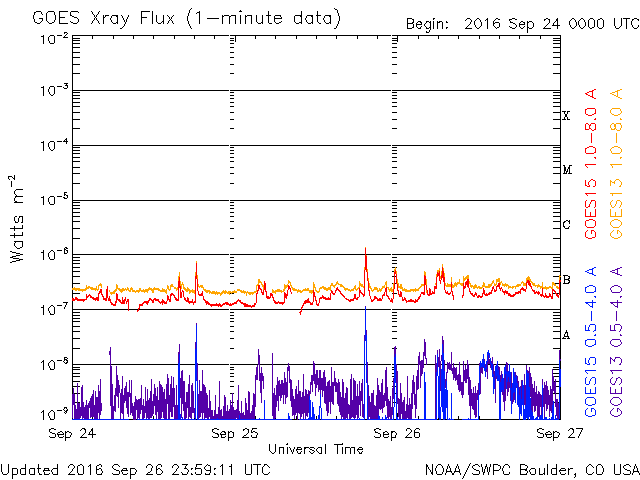 GOES Xray Flux (1-minute data)
Begin: 2016 Sep 24 0000 UTC
10-2
10-3
10-4
10-5
10-6
10-7
10-8
10-9
Watts m-2
X
M
C
B
A
GOES15 1.0-8.0 A
GOES13 1.0-8.0 A
GOES15 0.5-4.0 A
GOES13 0.5-4.0 A
Sep 24
Sep 25
Sep 26
Sep 27
Universal Time
Updated 2016 Sep 26 23:59:11 UTC
NOAA/SWPC Boulder, CO USA